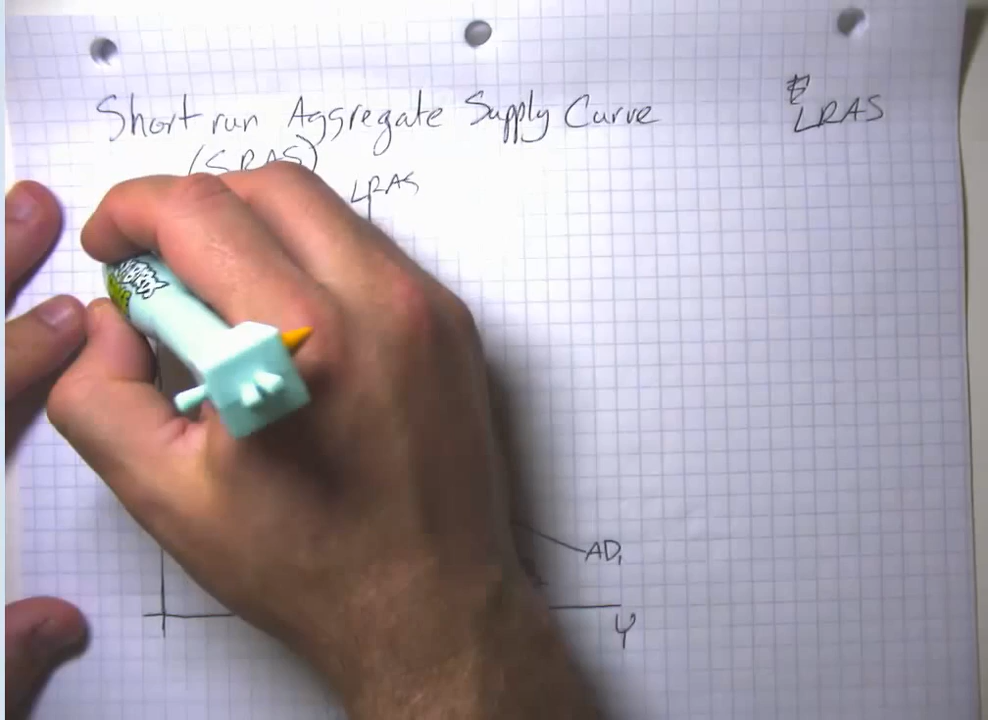 Short run Aggregate Supply Curve
LRAS
(SRAS)
LRAS
AD₁
Y